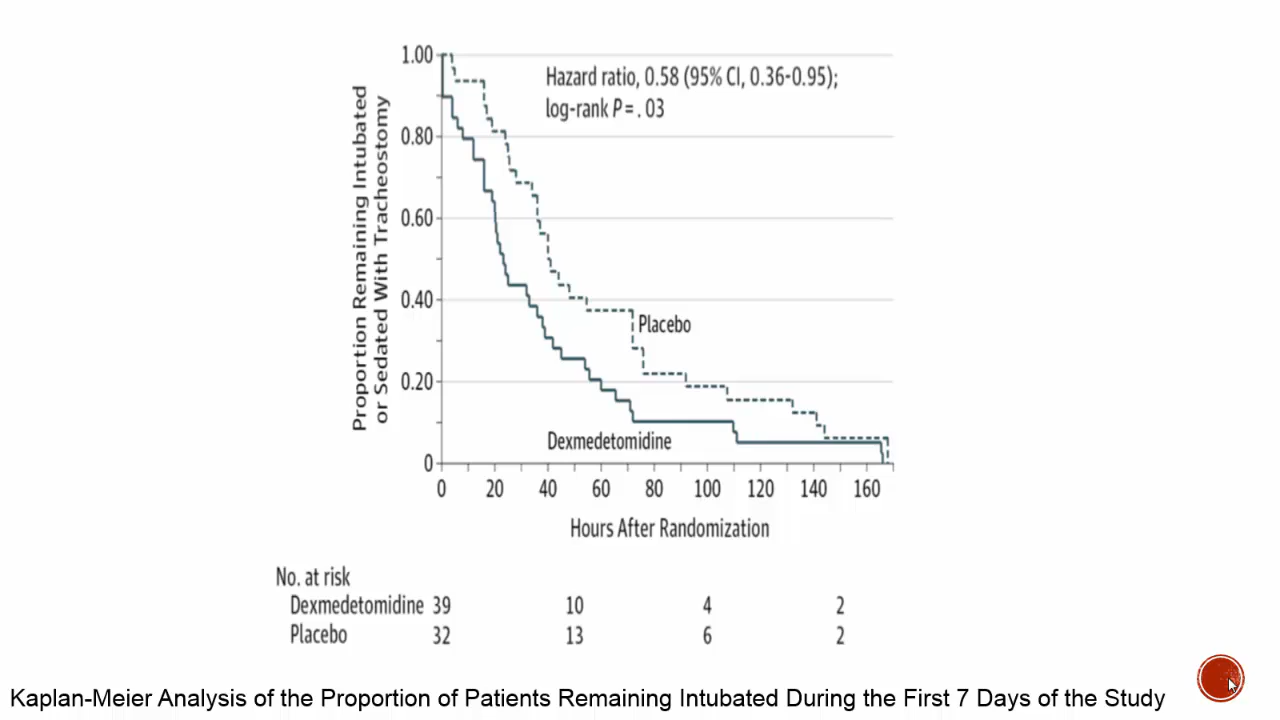 1.00
0.80
0.60
0.40
0.20
0
Proportion Remaining Intubated
or Sedated With Tracheostomy
Hazard ratio, 0.58 (95% CI, 0.36-0.95);
log-rank P = . 03
Placebo
Dexmedetomidine
0 20 40 60 80 100 120 140 160
Hours After Randomization
No. at risk
Dexmedetomidine 39 10 4 2
Placebo 32 13 6 2
Kaplan-Meier Analysis of the Proportion of Patients Remaining Intubated During the First 7 Days of the Study